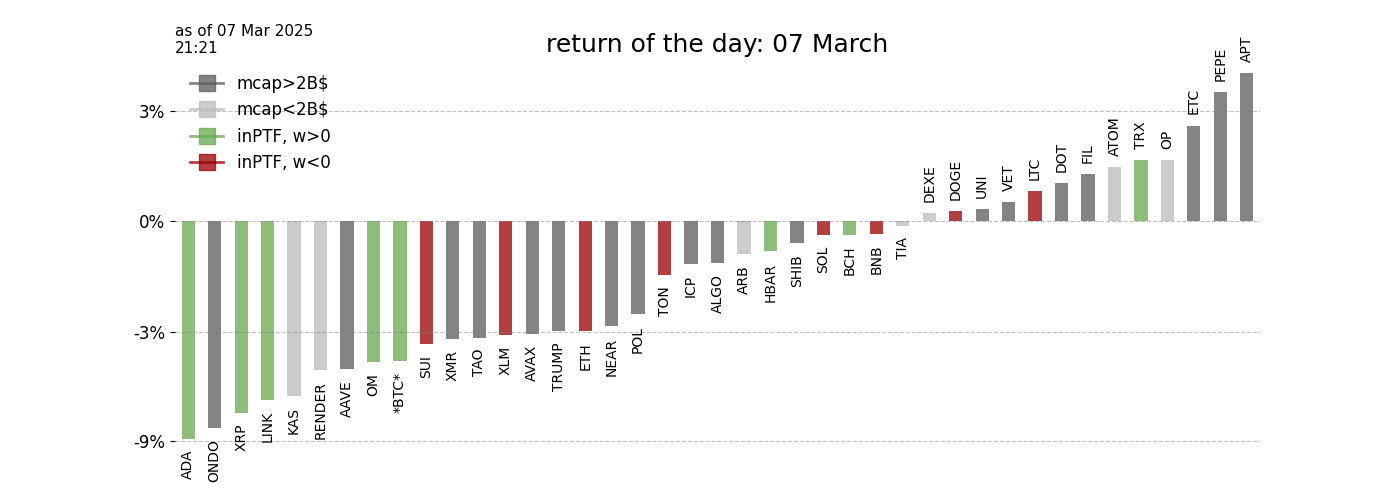 as of 07 Mar 2025
21:21
return of the day: 07 March
mcap>2B$
mcap<2B$
inPTF, w>0
inPTF, w<0
3%
0%
-3%
-9%
ADA
ONDO
XRP
LINK
KAS
RENDER
AAVE
OM
*BTC*
SUI
XMR
TAO
XLM
AVAX
TRUMP
ETH
NEAR
POL
TON
ICP
ALGO
ARB
HBAR
SHIB
SOL
BCH
BNB
TIA
DEXE
DOGE
UNI
VET
LTC
DOT
FIL
ATOM
TRX
OP
ETC
PEPE
APT